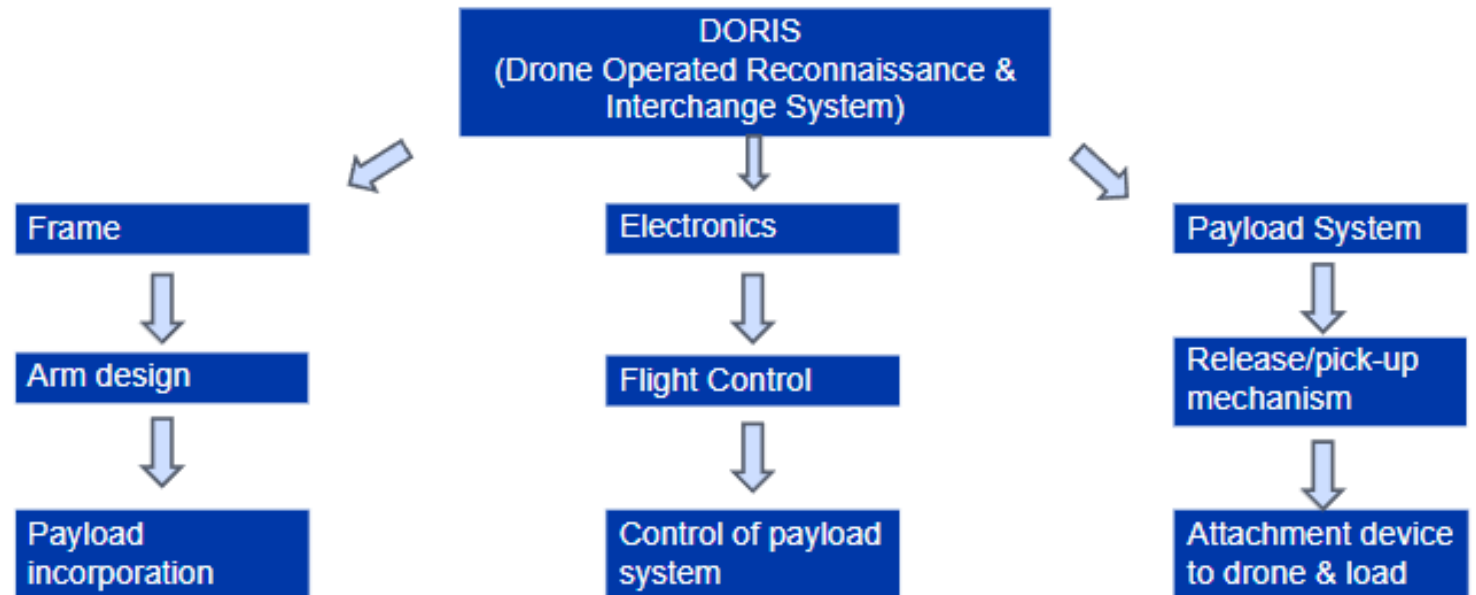 DORIS
(Drone Operated Reconnaissance &
Interchange System)
Frame
Electronics
Payload System
Arm design
Flight Control
Release/pick-up
mechanism
Payload
incorporation
Control of payload
system
Attachment device
to drone & load